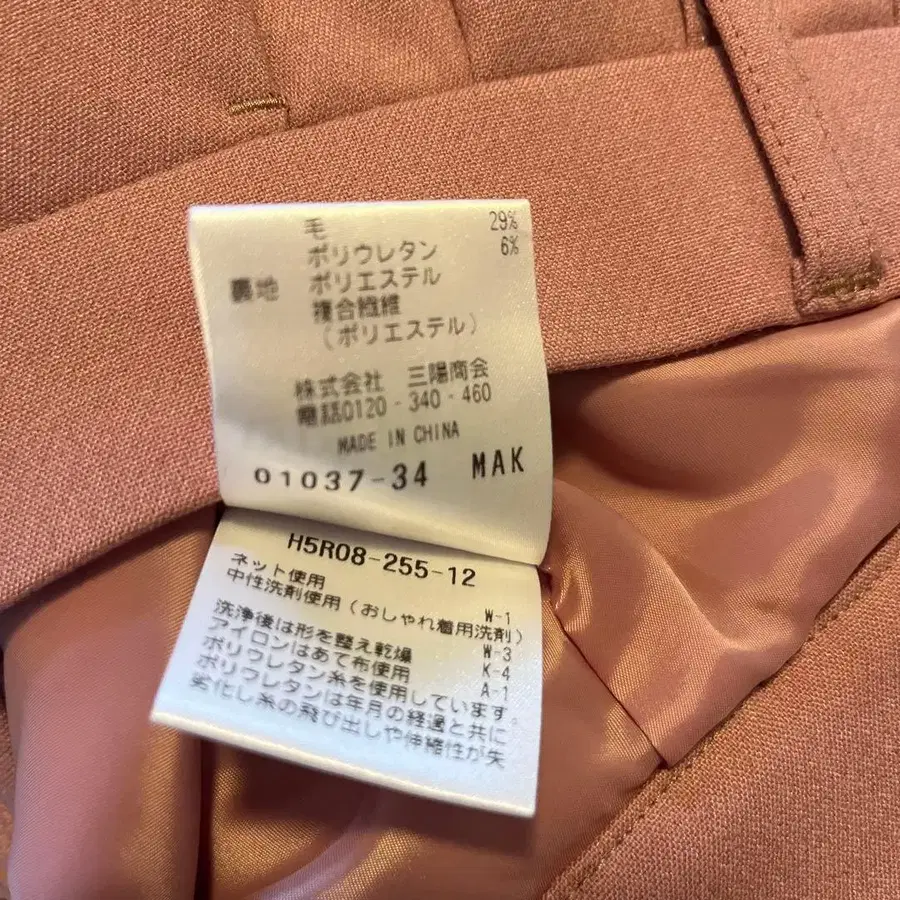 毛 29%
ポリウレタン 6%
裏地 ポリエステル
複合繊維
(ポリエステル)
株式会社 三陽商会
電話0120-340-460
MADE IN CHINA
01037-34 MAK
H5R08-255-12
ネット使用 W-1
中性洗剤使用(おしゃれ着用洗剤)
洗浄後は形を整え乾燥 W-3
アイロンはあて布使用 K-4
ポリウレタン糸を使用しています。 A-1
ポリウレタンは年月の経過と共に
劣化し糸の飛び出しや伸縮性が失